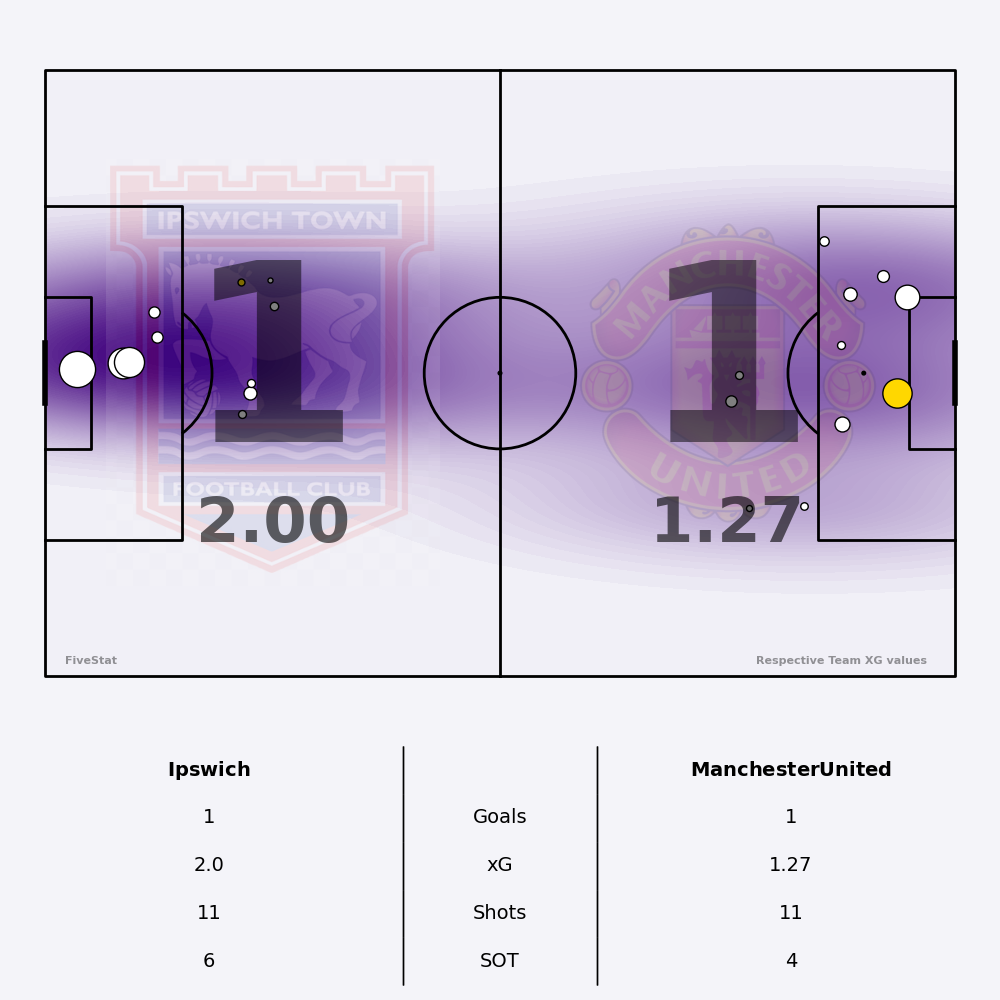 IPSWICH TOWN
FOOTBALL CLUB
1
2.00
MANCHESTER
UNITED
1
1.27
FiveStat
Respective Team XG values
Ipswich ManchesterUnited
1 Goals 1
2.0 xG 1.27
11 Shots 11
6 SOT 4